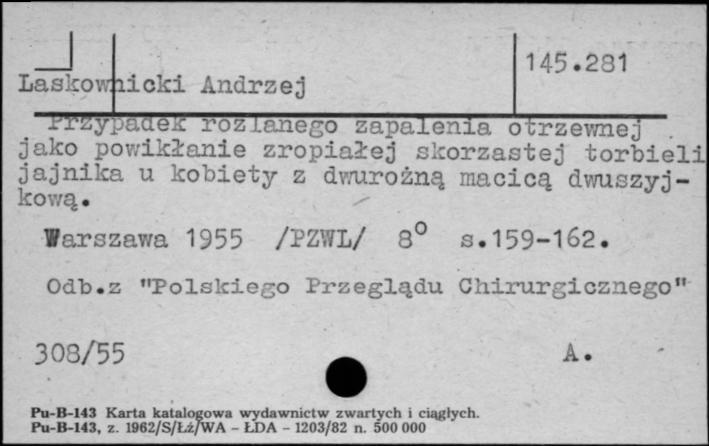 145.281
Laskownicki Andrzej
Przypadek rozlanego zapalenia otrzewnej
jako powikłanie zropiałej skorzastej torbieli
jajnika u kobiety z dwurożną macicą dwuszyj-
kową.
Warszawa 1955 /PZWL/ 8° s.159-162.
Odb.z "Polskiego Przeglądu Chirurgicznego"
308/55 A.
Pu-B-143 Karta katalogowa wydawnictw zwartych i ciągłych.
Pu-B-143, z. 1962/S/Łż/WA - ŁDA - 1203/82 n. 500 000